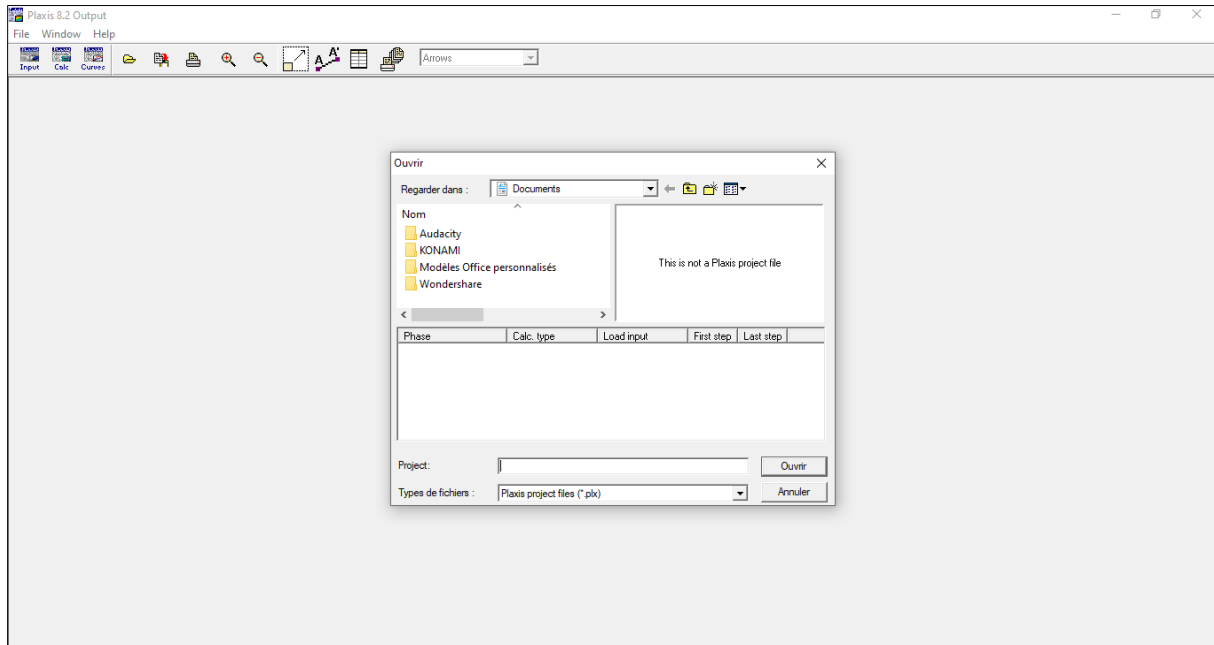 Plaxis 8.2 Output
File Window Help
Input Calc Curves Arrows
Ouvrir
Regarder dans : Documents
Nom
Audacity
KONAMI
Modèles Office personnalisés
Wondershare
This is not a Plaxis project file
Phase Calc. type Load input First step Last step
Project: Ouvrir
Types de fichiers : Plaxis project files (*.plx) Annuler